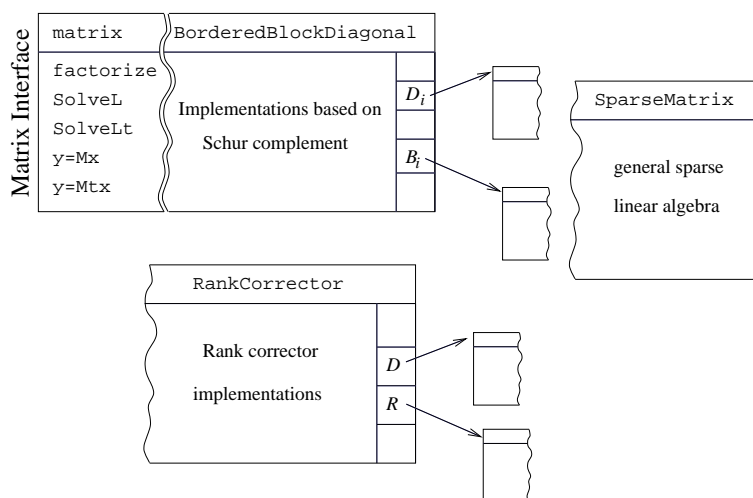 Matrix Interface
matrix BorderedBlockDiagonal
factorize
SolveL
SolveLt
y=Mx
y=Mtx
Implementations based on
Schur complement
D_i
B_i
SparseMatrix
general sparse
linear algebra
RankCorrector
Rank corrector
implementations
D
R